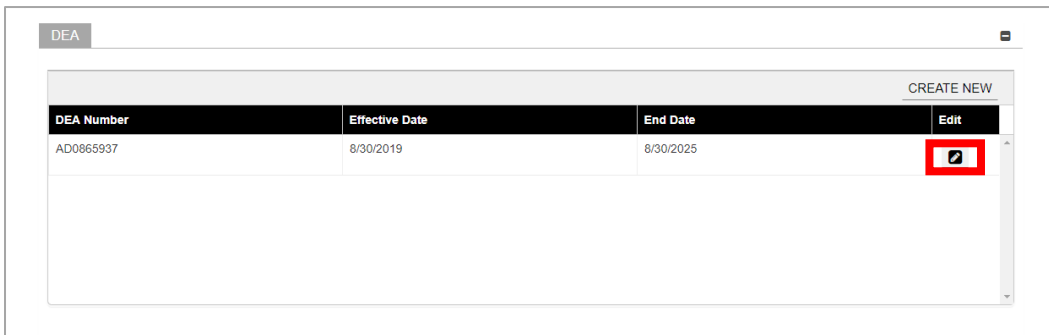 DEA
CREATE NEW
DEA Number Effective Date End Date Edit
AD0865937 8/30/2019 8/30/2025